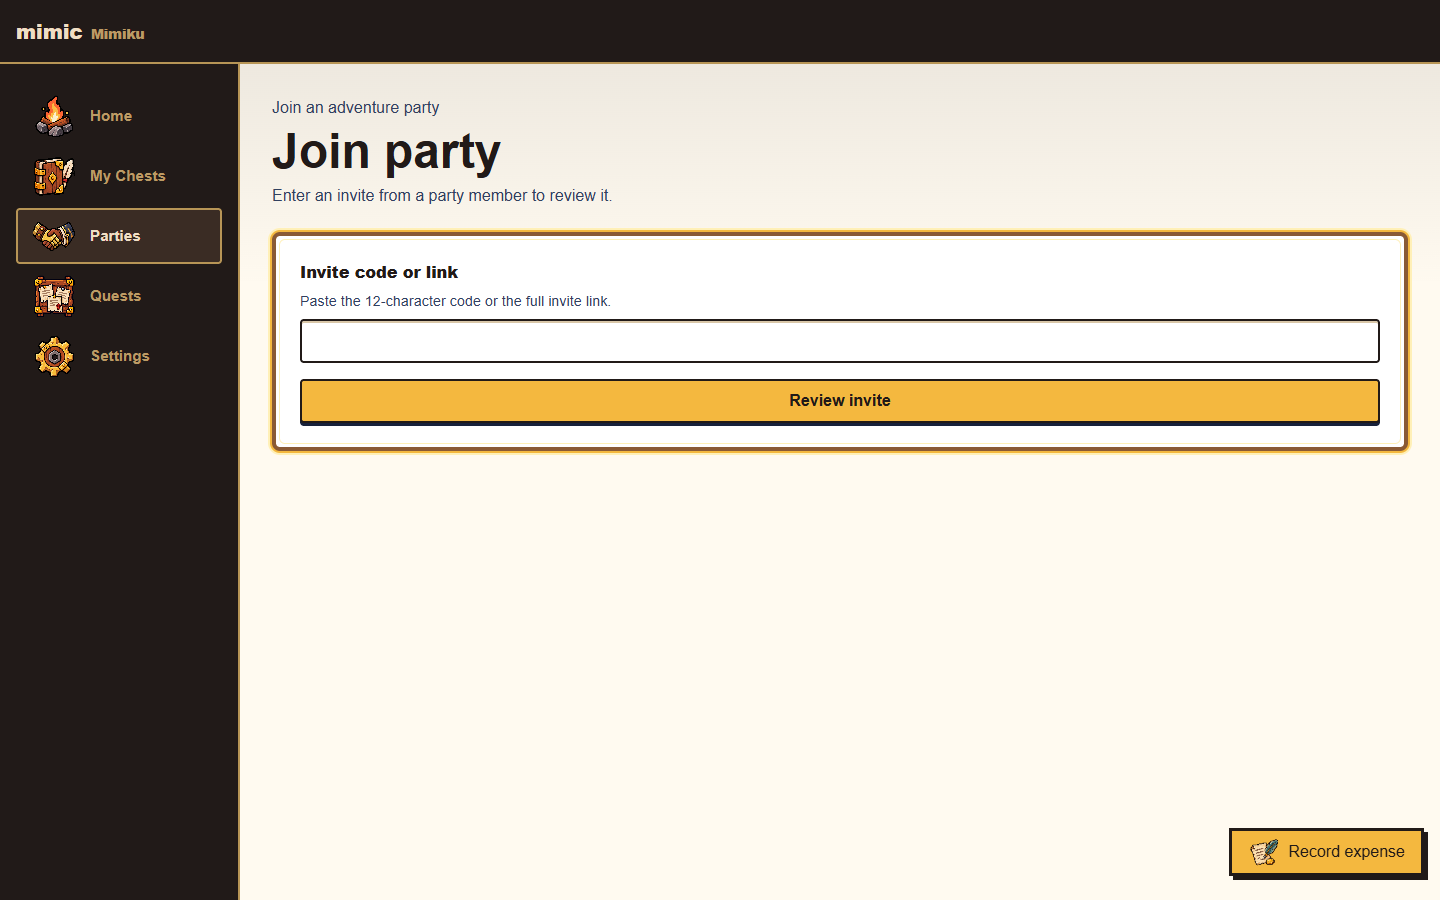 mimic Mimiku
Home
My Chests
Parties
Quests
Settings
Join an adventure party
Join party
Enter an invite from a party member to review it.
Invite code or link
Paste the 12-character code or the full invite link.
Review invite
Record expense